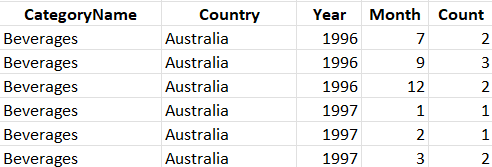 CategoryName Country Year Month Count
Beverages Australia 1996 7 2
Beverages Australia 1996 9 3
Beverages Australia 1996 12 2
Beverages Australia 1997 1 1
Beverages Australia 1997 2 1
Beverages Australia 1997 3 2